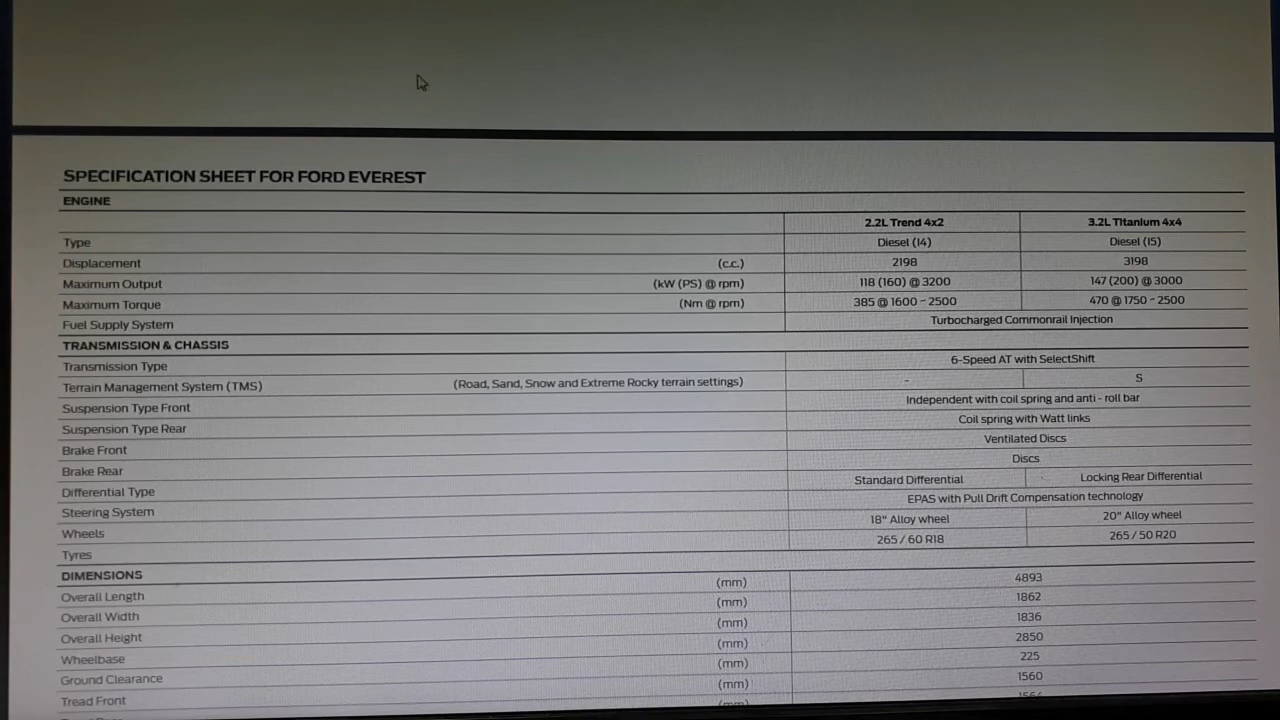 SPECIFICATION SHEET FOR FORD EVEREST
ENGINE
2.2L Trend 4x2 3.2L Titanium 4x4
Type Diesel (I4) Diesel (I5)
Displacement (c.c.) 2198 3198
Maximum Output (kW (PS) @ rpm) 118 (160) @ 3200 147 (200) @ 3000
Maximum Torque (Nm @ rpm) 385 @ 1600 - 2500 470 @ 1750 - 2500
Fuel Supply System Turbocharged Commonrail Injection
TRANSMISSION & CHASSIS
Transmission Type 6-Speed AT with SelectShift
Terrain Management System (TMS) (Road, Sand, Snow and Extreme Rocky terrain settings) - S
Suspension Type Front Independent with coil spring and anti - roll bar
Suspension Type Rear Coil spring with Watt links
Brake Front Ventilated Discs
Brake Rear Discs
Differential Type Standard Differential Locking Rear Differential
Steering System EPAS with Pull Drift Compensation technology
Wheels 18" Alloy wheel 20" Alloy wheel
Tyres 265 / 60 R18 265 / 50 R20
DIMENSIONS
Overall Length (mm) 4893
Overall Width (mm) 1862
Overall Height (mm) 1836
Wheelbase (mm) 2850
Ground Clearance (mm) 225
Tread Front (mm) 1560
(mm)